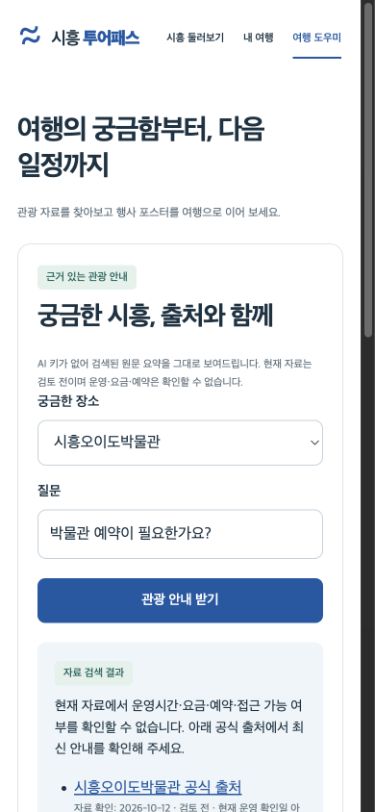 시흥 투어패스
시흥 둘러보기
내 여행
여행 도우미
여행의 궁금함부터, 다음
일정까지
관광 자료를 찾아보고 행사 포스터를 여행으로 이어 보세요.
근거 있는 관광 안내
궁금한 시흥, 출처와 함께
AI 키가 없어 검색된 원문 요약을 그대로 보여드립니다. 현재 자료는
검토 전이며 운영·요금·예약은 확인할 수 없습니다.
궁금한 장소
시흥오이도박물관
질문
박물관 예약이 필요한가요?
관광 안내 받기
자료 검색 결과
현재 자료에서 운영시간·요금·예약·접근 가능 여
부를 확인할 수 없습니다. 아래 공식 출처에서 최
신 안내를 확인해 주세요.
시흥오이도박물관 공식 출처
자료 확인: 2026-10-12 · 검토 전 · 현재 운영 확인일 아